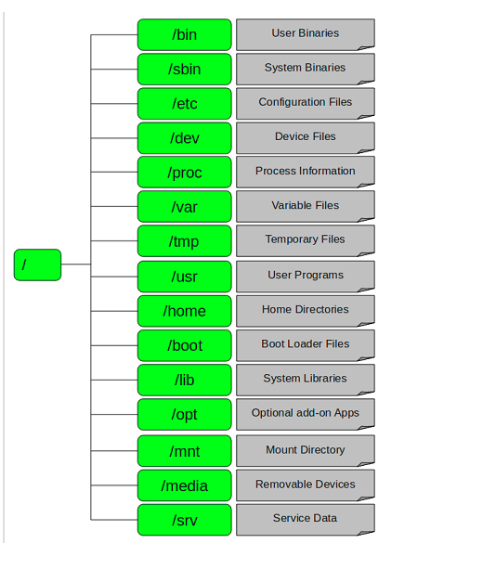 /bin User Binaries
/sbin System Binaries
/etc Configuration Files
/dev Device Files
/proc Process Information
/var Variable Files
/tmp Temporary Files
/
/usr User Programs
/home Home Directories
/boot Boot Loader Files
/lib System Libraries
/opt Optional add-on Apps
/mnt Mount Directory
/media Removable Devices
/srv Service Data